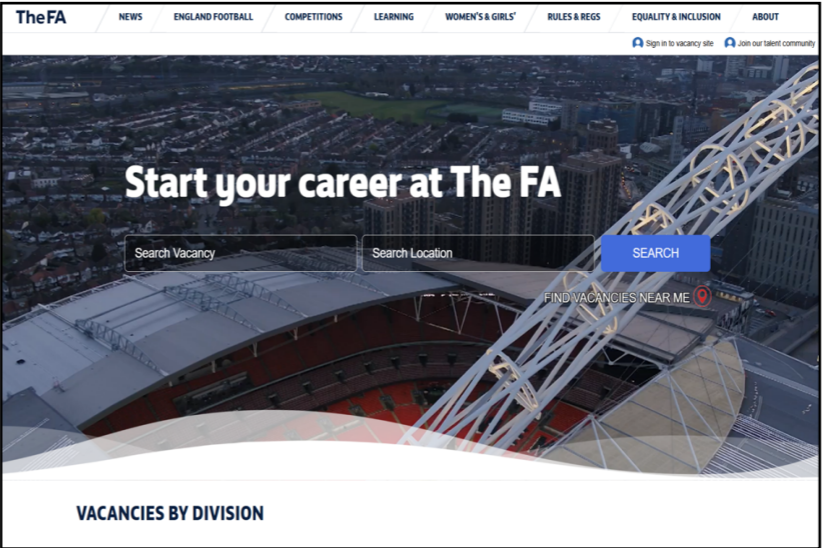 TheFA NEWS ENGLAND FOOTBALL COMPETITIONS LEARNING WOMEN'S & GIRLS' RULES & REGS EQUALITY & INCLUSION ABOUT
Sign in to vacancy site Join our talent community
Start your career at The FA
Search Vacancy Search Location SEARCH
FIND VACANCIES NEAR ME
VACANCIES BY DIVISION